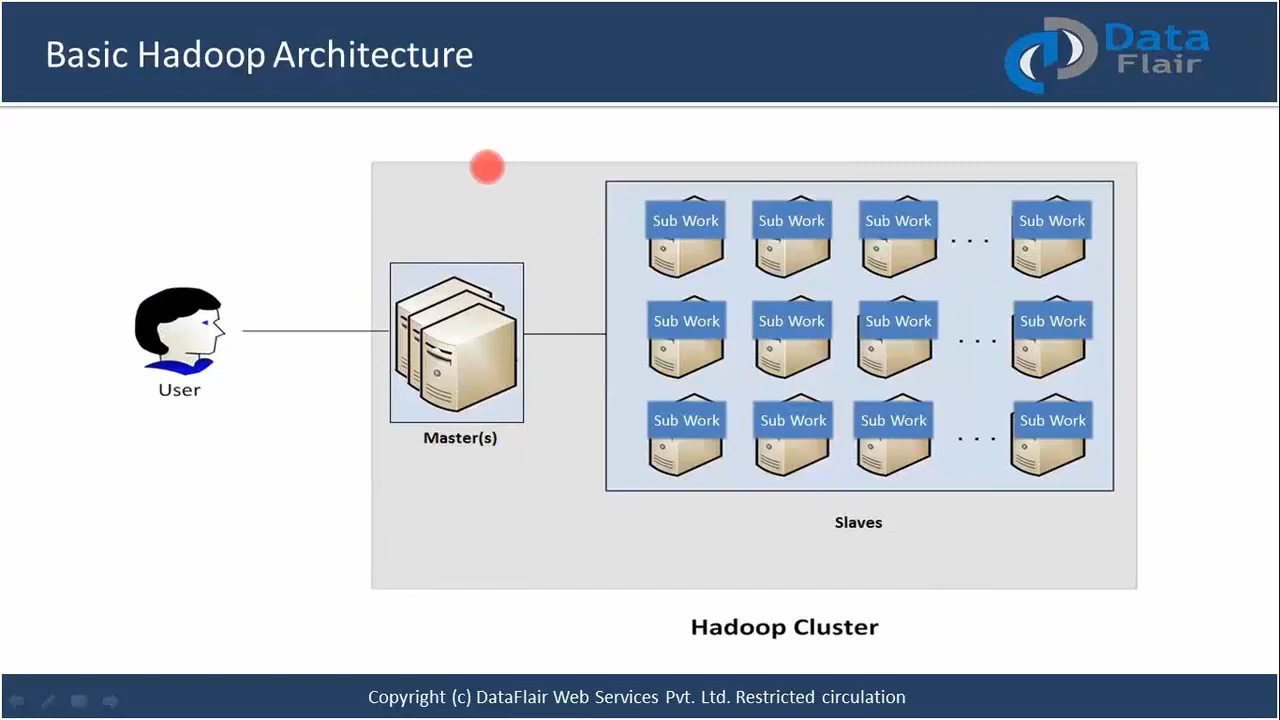 Basic Hadoop Architecture
Data
Flair
Sub Work Sub Work Sub Work . . . Sub Work
Sub Work Sub Work Sub Work . . . Sub Work
Sub Work Sub Work Sub Work . . . Sub Work
User
Master(s)
Slaves
Hadoop Cluster
Copyright (c) DataFlair Web Services Pvt. Ltd. Restricted circulation